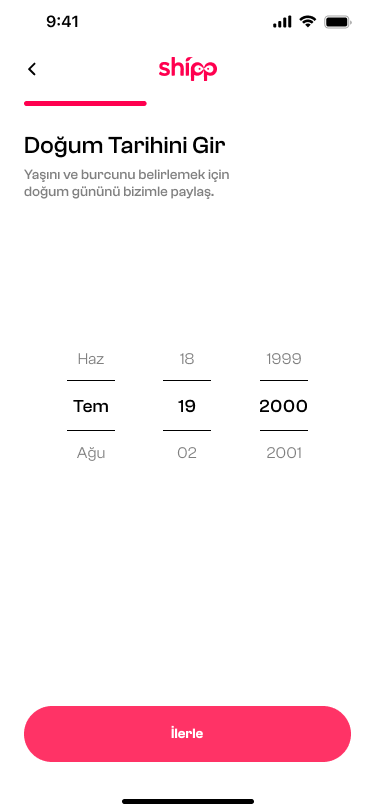 9:41
shipp
Doğum Tarihini Gir
Yaşını ve burcunu belirlemek için
doğum gününü bizimle paylaş.
Haz 18 1999
Tem 19 2000
Ağu 02 2001
İlerle